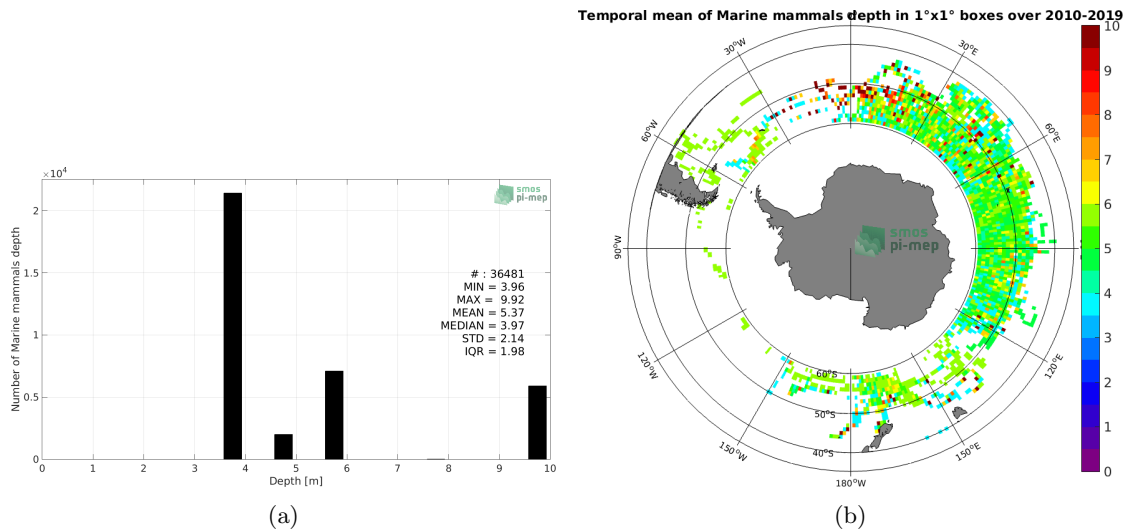 Temporal mean of Marine mammals depth in 1°x1° boxes over 2010-2019
×10⁴
2
1.5
1
0.5
0
Number of Marine mammals depth
smos
pi-mep
# : 36481
MIN = 3.96
MAX = 9.92
MEAN = 5.37
MEDIAN = 3.97
STD = 2.14
IQR = 1.98
0 1 2 3 4 5 6 7 8 9 10
Depth [m]
(a)
30°W
30°E
60°W
60°E
90°W
smos
pi-mep
120°W
120°E
60°S
50°S
40°S
150°W
150°E
180°W
10
9
8
7
6
5
4
3
2
1
0
(b)